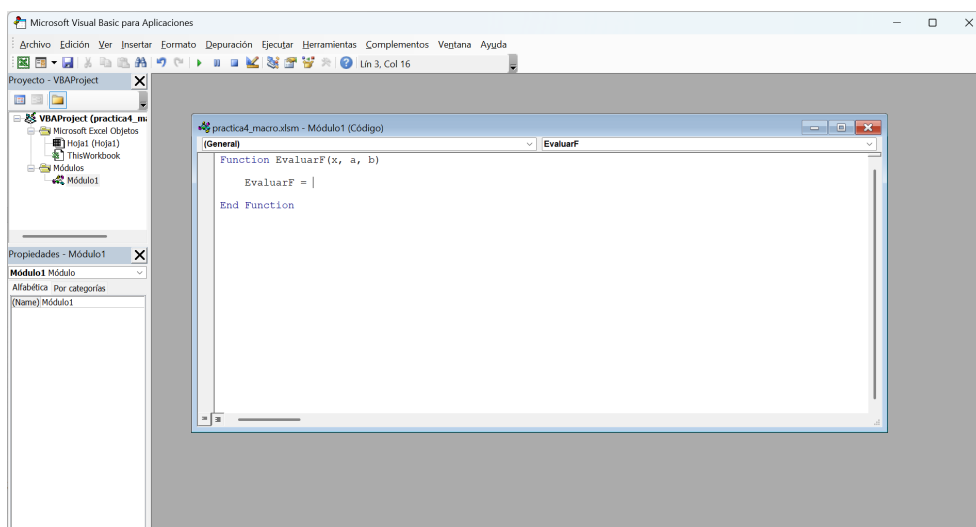 Microsoft Visual Basic para Aplicaciones
Archivo Edición Ver Insertar Formato Depuración Ejecutar Herramientas Complementos Ventana Ayuda
Lín 3, Col 16
Proyecto - VBAProject
VBAProject (practica4_m
Microsoft Excel Objetos
Hoja1 (Hoja1)
ThisWorkbook
Módulos
Módulo1
Propiedades - Módulo1
Módulo1 Módulo
Alfabética Por categorías
(Name) Módulo1
practica4_macro.xlsm - Módulo1 (Código)
(General) EvaluarF
Function EvaluarF(x, a, b)
EvaluarF =
End Function